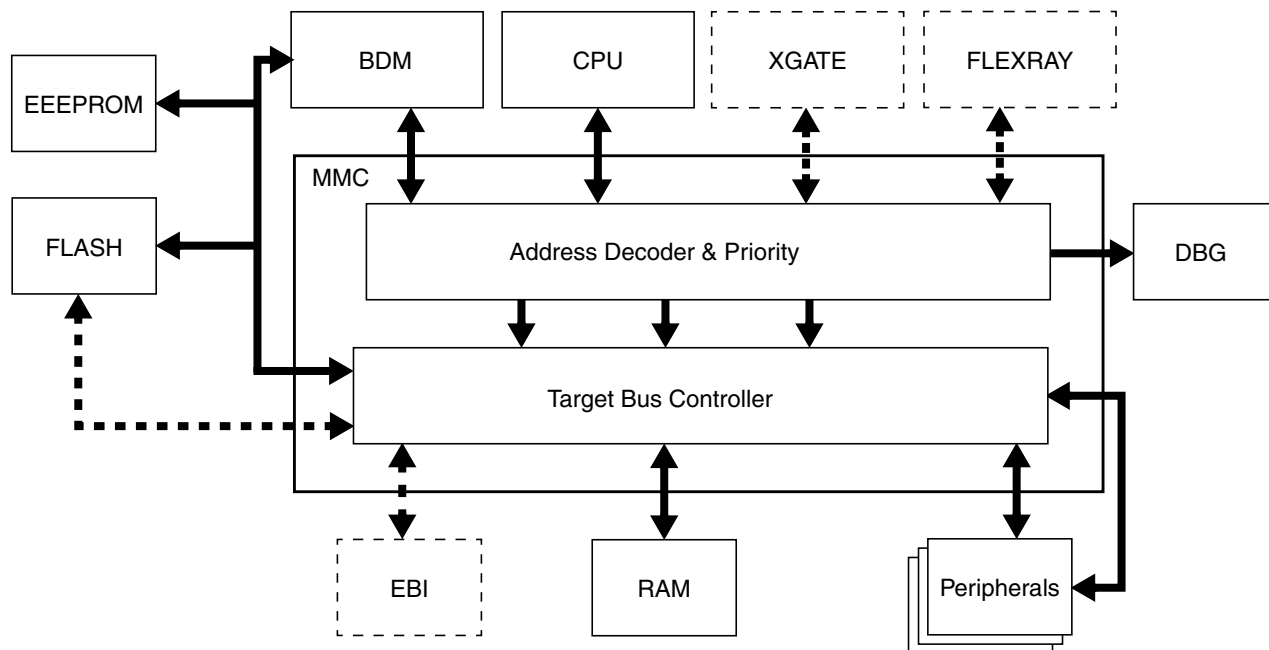 BDM
CPU
XGATE
FLEXRAY
EEEPROM
MMC
FLASH
Address Decoder & Priority
DBG
Target Bus Controller
EBI
RAM
Peripherals